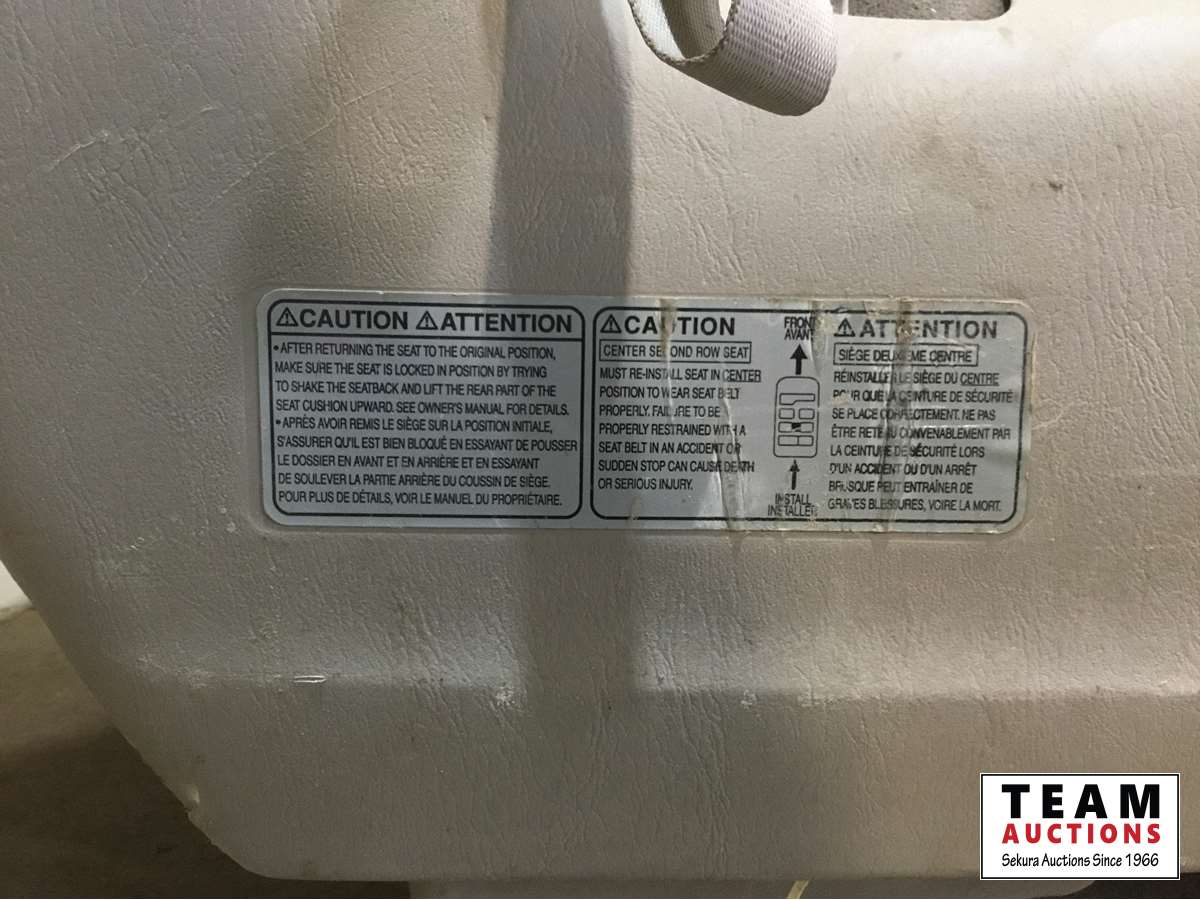 ⚠CAUTION ⚠ATTENTION
•AFTER RETURNING THE SEAT TO THE ORIGINAL POSITION,
MAKE SURE THE SEAT IS LOCKED IN POSITION BY TRYING
TO SHAKE THE SEATBACK AND LIFT THE REAR PART OF THE
SEAT CUSHION UPWARD. SEE OWNER'S MANUAL FOR DETAILS.
•APRÈS AVOIR REMIS LE SIÈGE SUR LA POSITION INITIALE,
S'ASSURER QU'IL EST BIEN BLOQUÉ EN ESSAYANT DE POUSSER
LE DOSSIER EN AVANT ET EN ARRIÈRE ET EN ESSAYANT
DE SOULEVER LA PARTIE ARRIÈRE DU COUSSIN DE SIÈGE.
POUR PLUS DE DÉTAILS, VOIR LE MANUEL DU PROPRIÉTAIRE.
⚠CAUTION
CENTER SECOND ROW SEAT
MUST RE-INSTALL SEAT IN CENTER
POSITION TO WEAR SEAT BELT
PROPERLY. FAILURE TO BE
PROPERLY RESTRAINED WITH A
SEAT BELT IN AN ACCIDENT OR
SUDDEN STOP CAN CAUSE DEATH
OR SERIOUS INJURY.
FRONT
AVANT
INSTALL
INSTALLER
⚠ATTENTION
SIÈGE DEUXIÈME CENTRE
RÉINSTALLER LE SIÈGE DU CENTRE
POUR QUE LA CEINTURE DE SÉCURITÉ
SE PLACE CORRECTEMENT. NE PAS
ÊTRE RETENU CONVENABLEMENT PAR
LA CEINTURE DE SÉCURITÉ LORS
D'UN ACCIDENT OU D'UN ARRÊT
BRUSQUE PEUT ENTRAÎNER DE
GRAVES BLESSURES, VOIRE LA MORT.
TEAM
AUCTIONS
Sekura Auctions Since 1966